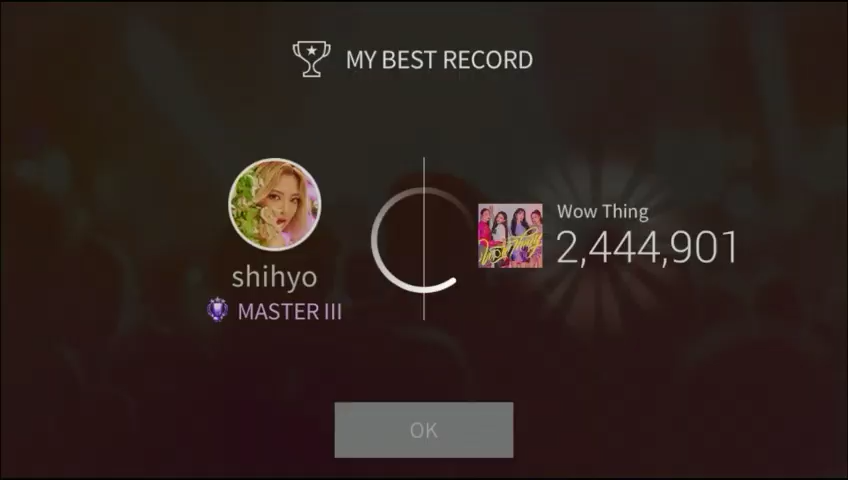 MY BEST RECORD
shihyo
MASTER III
Wow Thing
2,444,901
OK